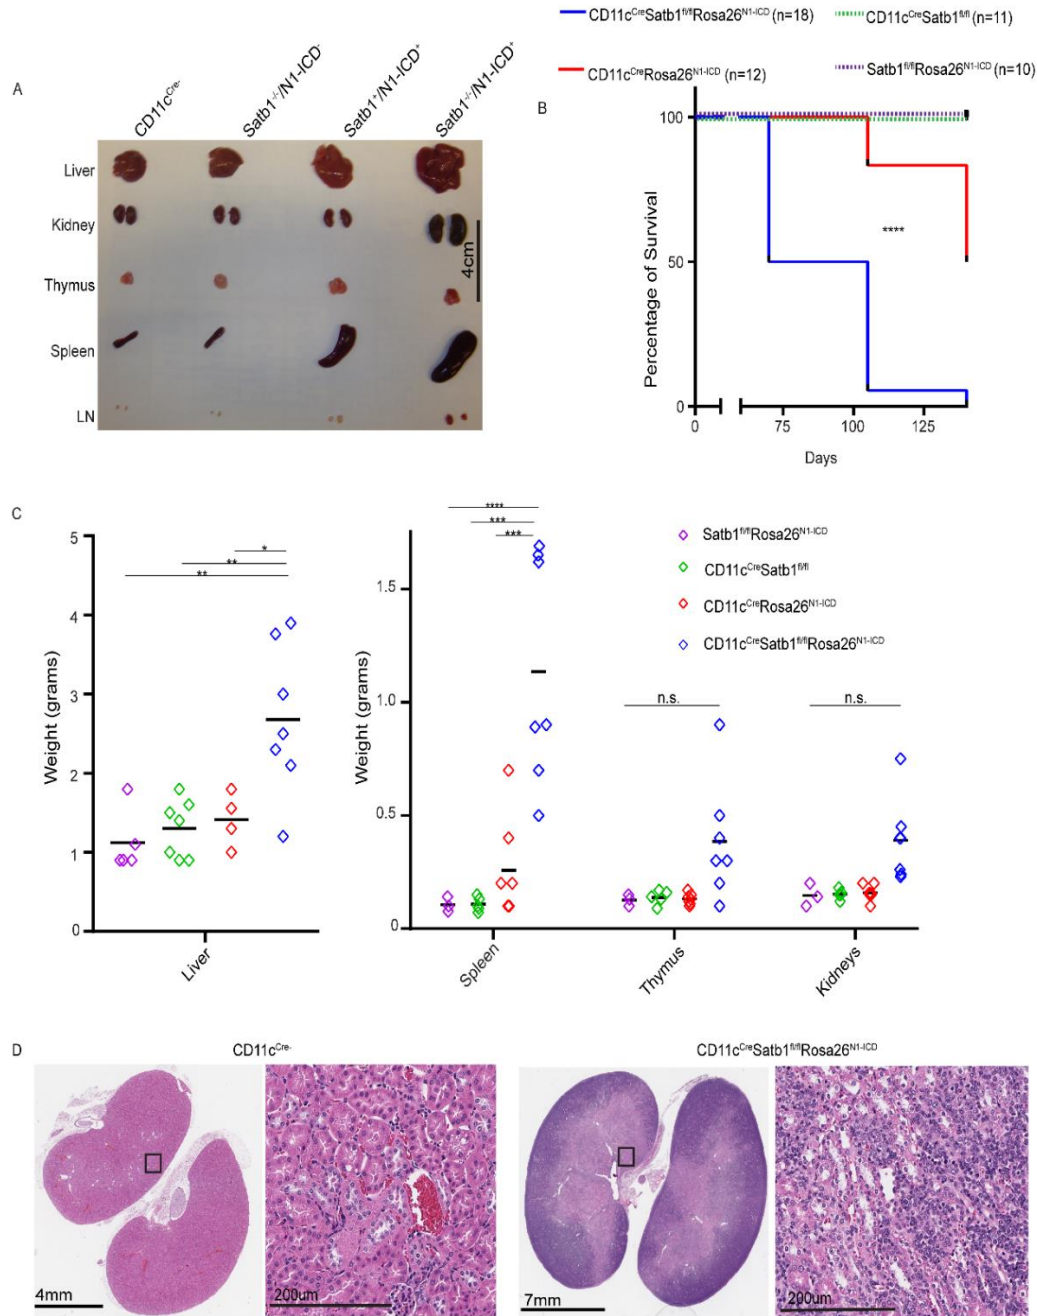 CD11cCreSatb1fl/flRosa26N1-ICD (n=18)
CD11cCreSatb1fl/fl (n=11)
CD11cCreRosa26N1-ICD (n=12)
Satb1fl/flRosa26N1-ICD (n=10)
A
CD11cCre-
Satb1-/-/N1-ICD-
Satb1+/N1-ICD+
Satb1-/-/N1-ICD+
Liver
Kidney
Thymus
Spleen
LN
4cm
B
Percentage of Survival
100
50
0
****
0
75
100
125
Days
C
Weight (grams)
5
4
3
2
1
0
*
**
**
Liver
Weight (grams)
1.5
1.0
0.5
0
****
***
***
n.s.
n.s.
Spleen
Thymus
Kidneys
Satb1fl/flRosa26N1-ICD
CD11cCreSatb1fl/fl
CD11cCreRosa26N1-ICD
CD11cCreSatb1fl/flRosa26N1-ICD
D
CD11cCre-
CD11cCreSatb1fl/flRosa26N1-ICD
4mm
200um
7mm
200um